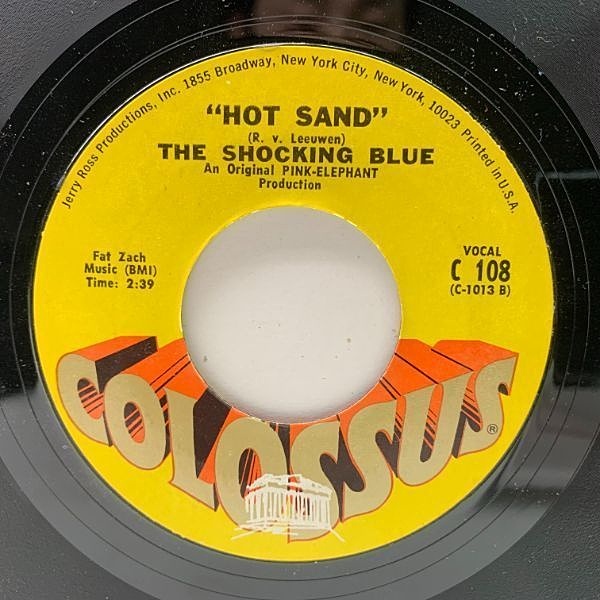 Jerry Ross Productions, Inc. 1855 Broadway, New York City, New York, 10023 Printed in U.S.A.
"HOT SAND"
(R. v. Leeuwen)
THE SHOCKING BLUE
An Original PINK-ELEPHANT
Production
Fat Zach
Music (BMI)
Time: 2:39
VOCAL
C 108
(C-1013 B)
COLOSSUS®